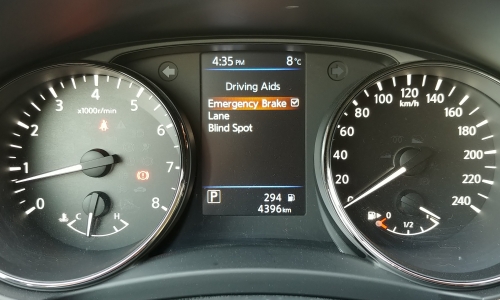 4:35 PM 8°C
Driving Aids
Emergency Brake
Lane
Blind Spot
P 294
4396 km
0 1 2 3 4 5 6 7 8
x1000r/min
C H
20 40 60 80 100 120 140 160 180 200 220 240
km/h
0 1/2